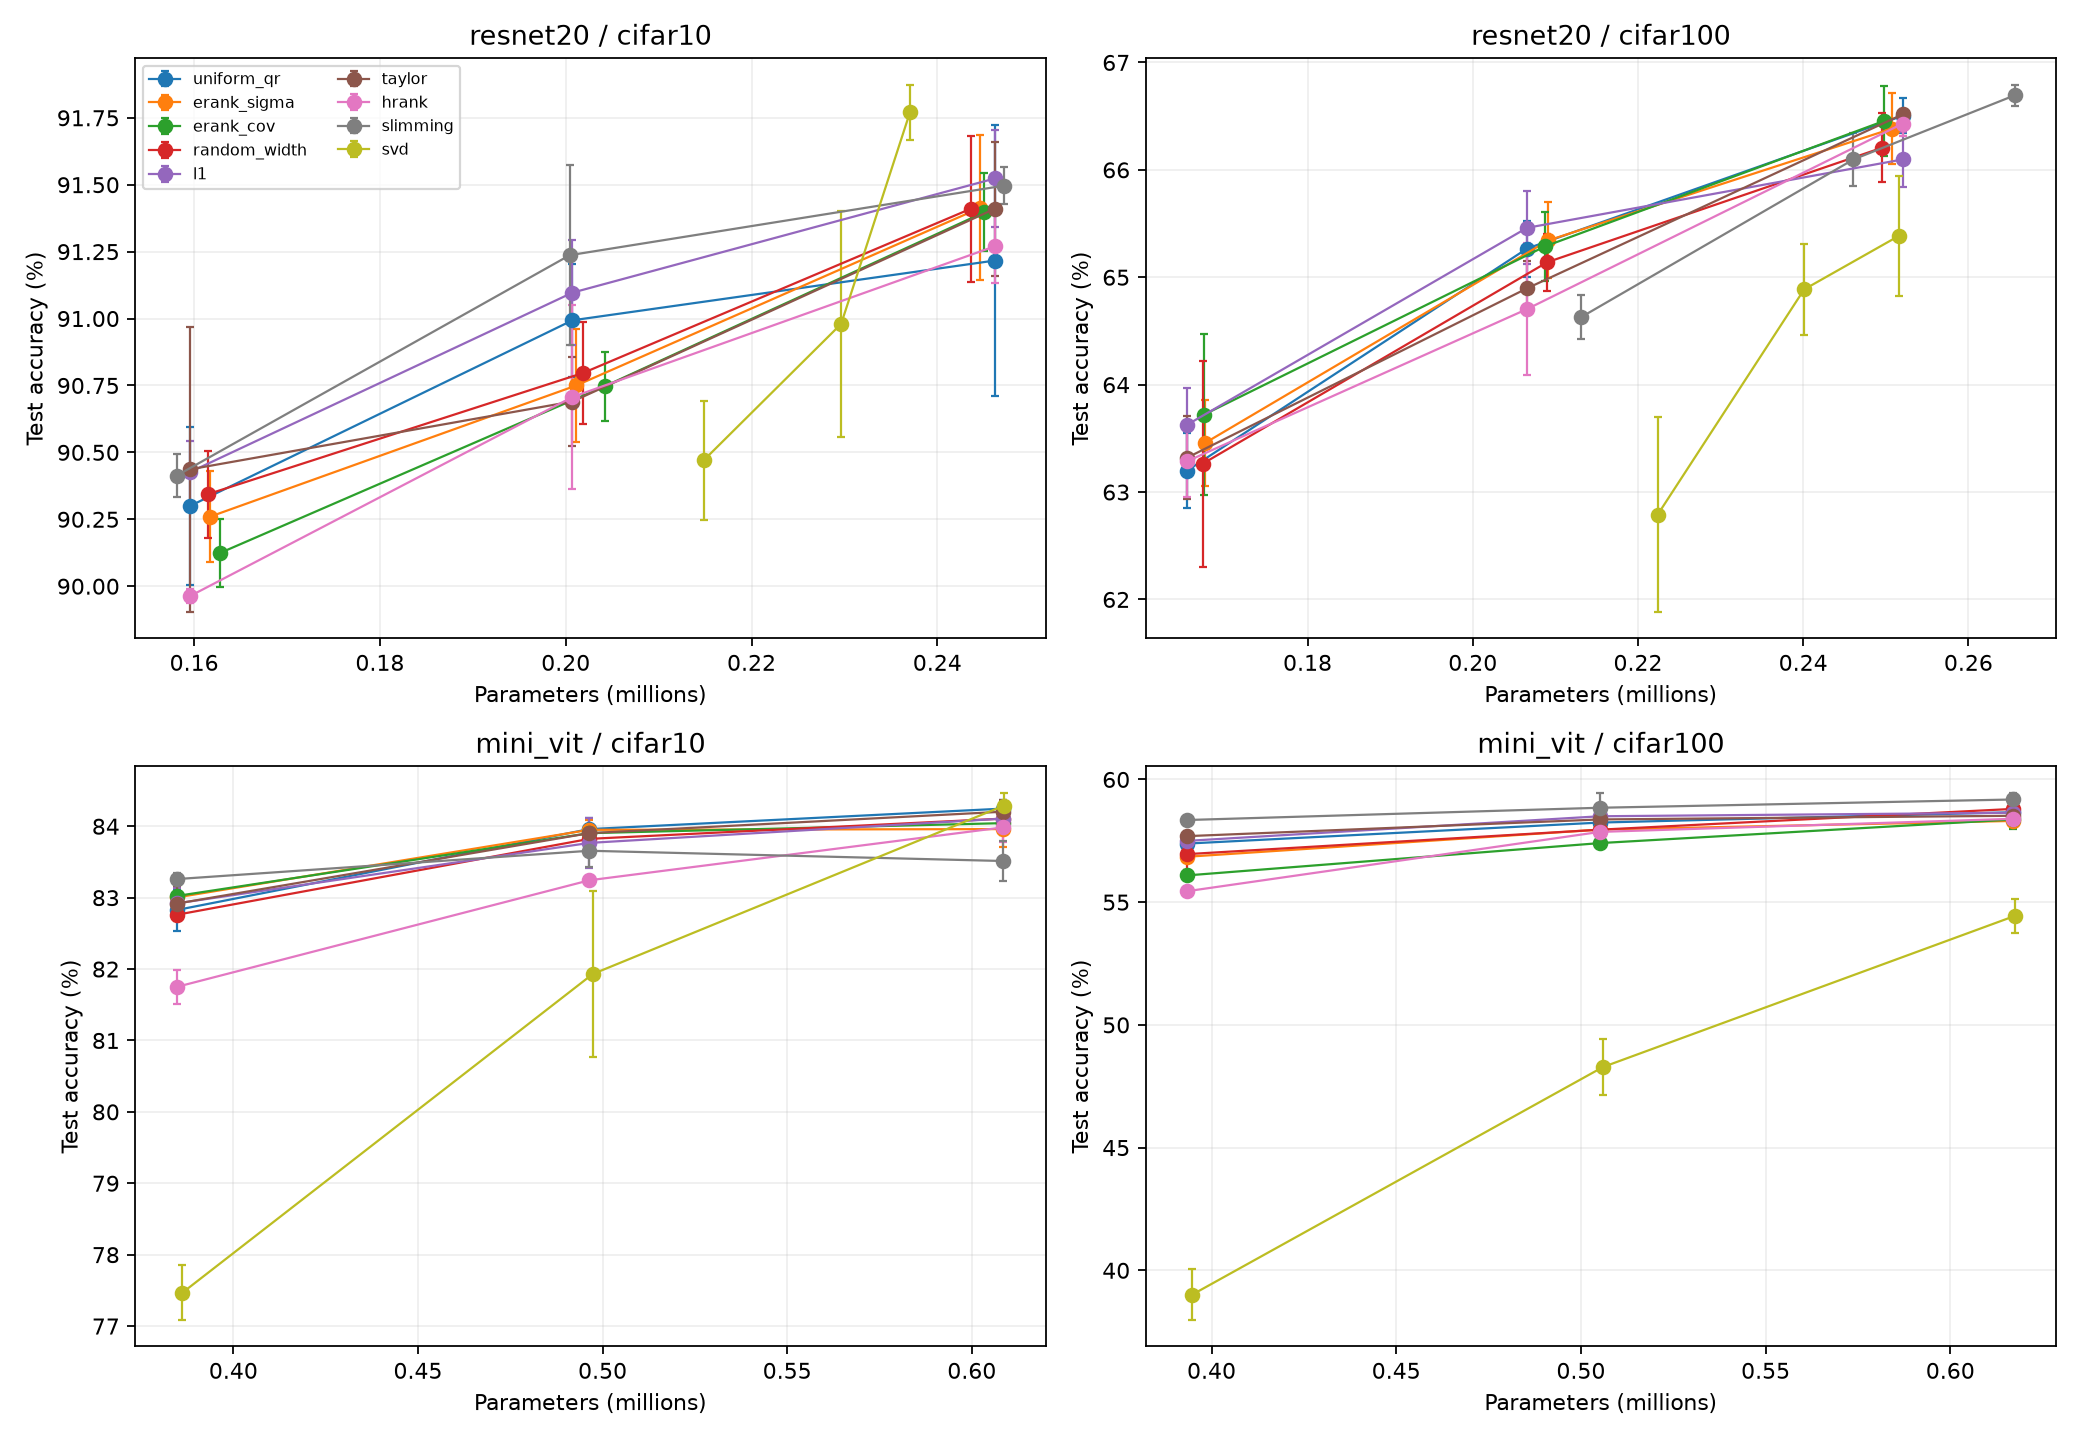 resnet20 / cifar10
uniform_qr
erank_sigma
erank_cov
random_width
l1
taylor
hrank
slimming
svd
Test accuracy (%)
91.75
91.50
91.25
91.00
90.75
90.50
90.25
90.00
0.16 0.18 0.20 0.22 0.24
Parameters (millions)
resnet20 / cifar100
Test accuracy (%)
67
66
65
64
63
62
0.18 0.20 0.22 0.24 0.26
Parameters (millions)
mini_vit / cifar10
Test accuracy (%)
84
83
82
81
80
79
78
77
0.40 0.45 0.50 0.55 0.60
Parameters (millions)
mini_vit / cifar100
Test accuracy (%)
60
55
50
45
40
0.40 0.45 0.50 0.55 0.60
Parameters (millions)